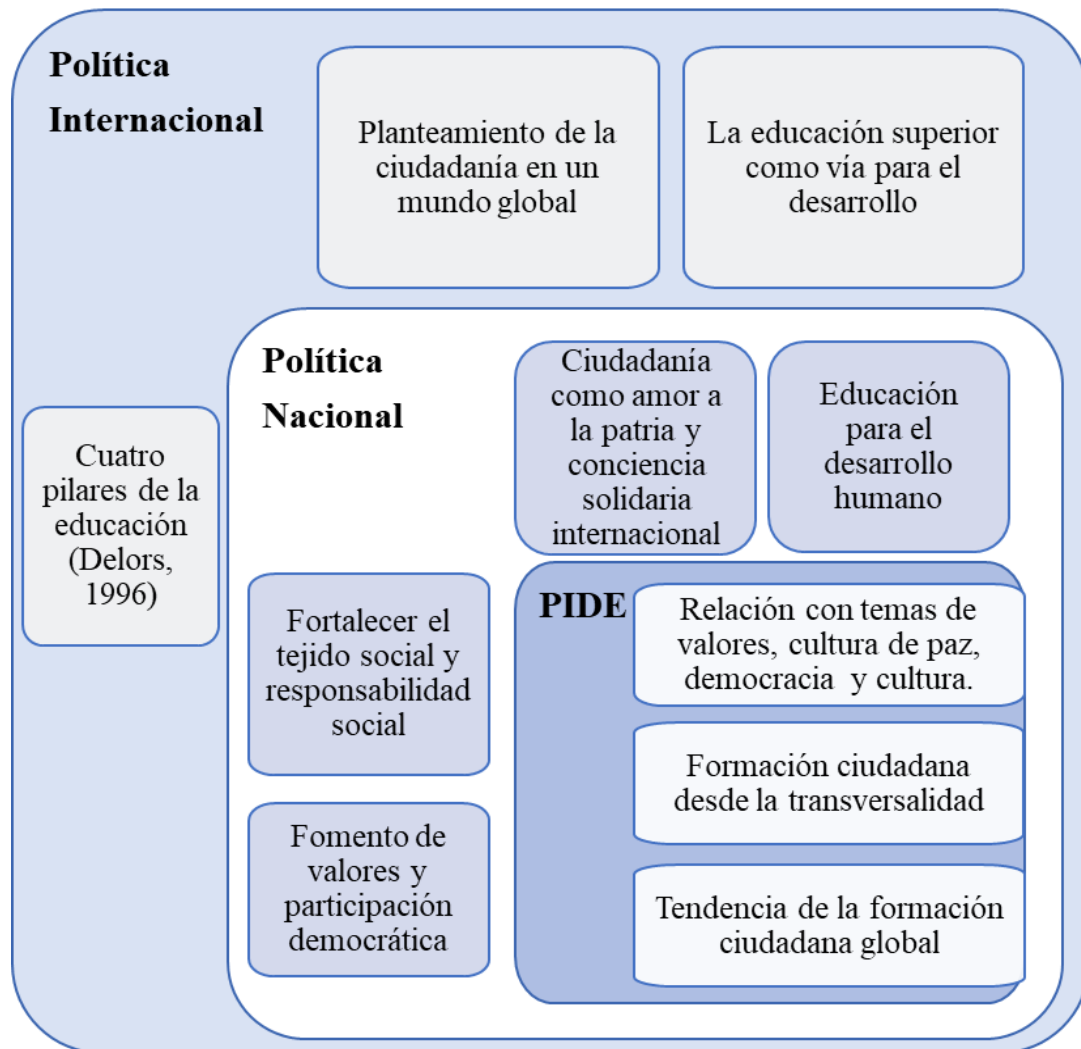 Política
Internacional
Planteamiento de la
ciudadanía en un
mundo global
La educación superior
como vía para el
desarrollo
Cuatro
pilares de la
educación
(Delors,
1996)
Política
Nacional
Ciudadanía
como amor a
la patria y
conciencia
solidaria
internacional
Educación
para el
desarrollo
humano
Fortalecer el
tejido social y
responsabilidad
social
Fomento de
valores y
participación
democrática
PIDE
Relación con temas de
valores, cultura de paz,
democracia y cultura.
Formación ciudadana
desde la transversalidad
Tendencia de la formación
ciudadana global